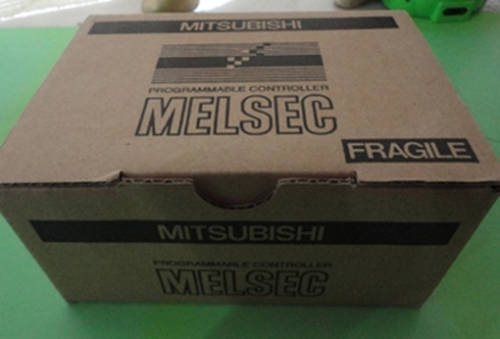 MITSUBISHI
PROGRAMMABLE CONTROLLER
MELSEC
FRAGILE
MITSUBISHI
PROGRAMMABLE CONTROLLER
MELSEC